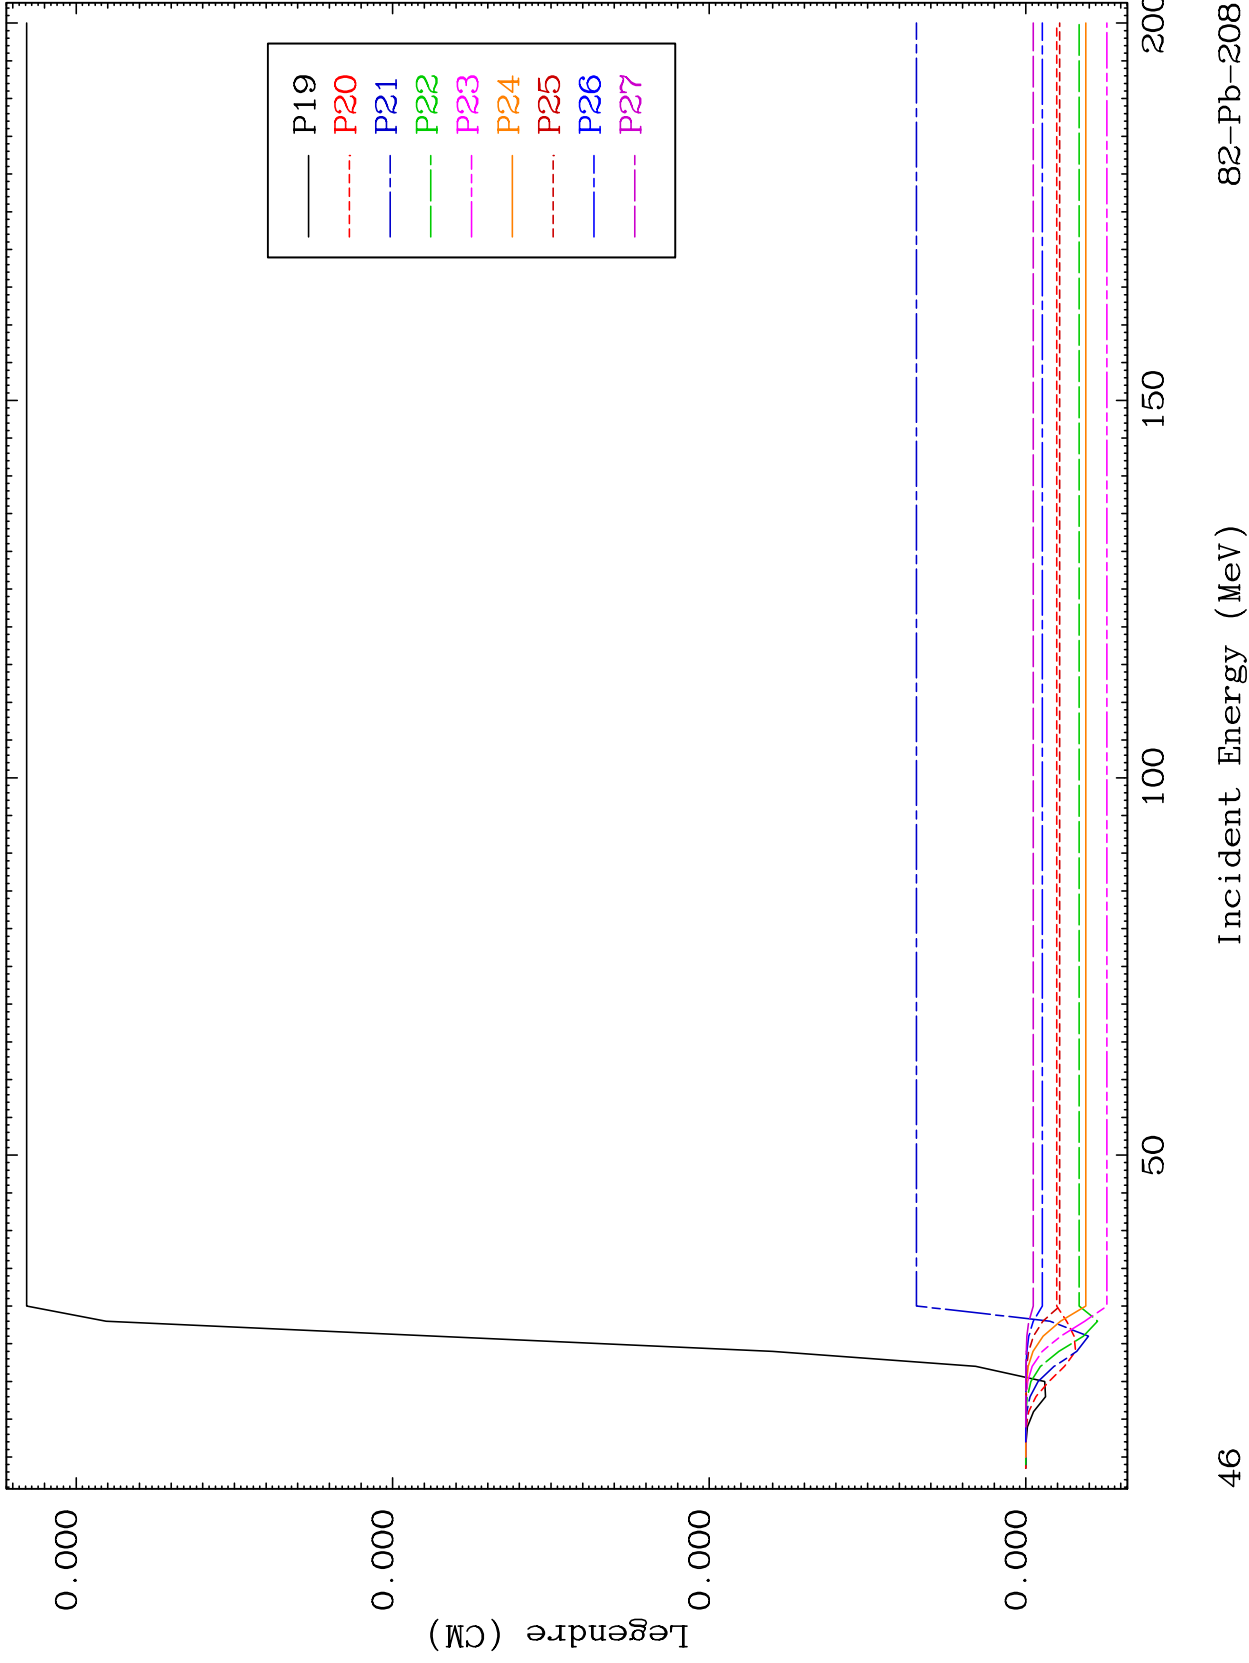 P19
P20
P21
P22
P23
P24
P25
P26
P27
0.000
0.000
0.000
0.000
Legendre (CM)
50
100
150
200
Incident Energy (MeV)
46
82-Pb-208